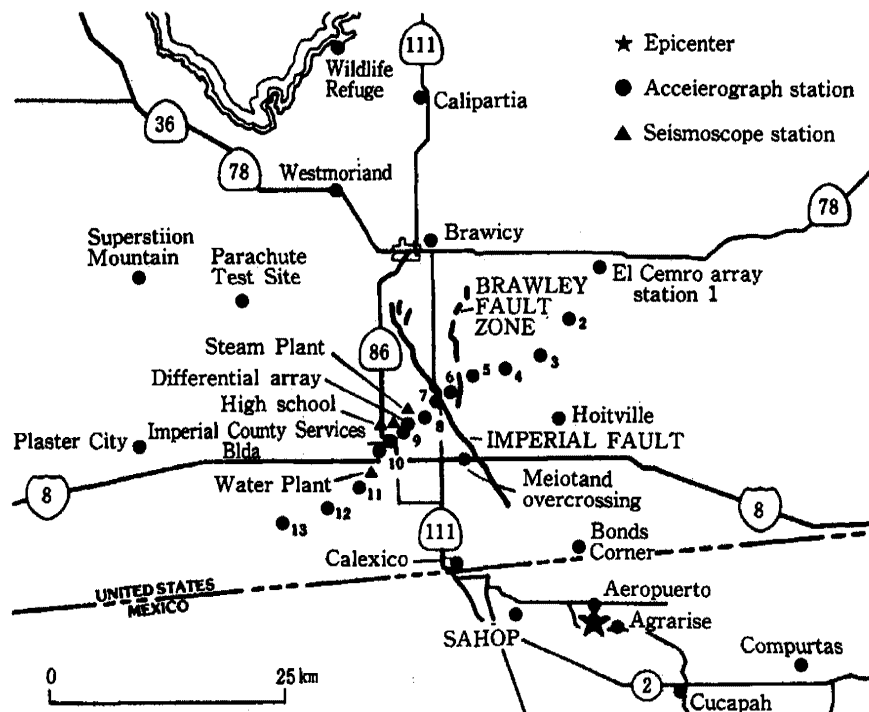 111
Epicenter
Wildlife
Refuge
Acceierograph station
Calipartia
36
Seismoscope station
78
Westmoriand
78
Superstiion
Mountain
Parachute
Test Site
Brawicy
El Cemro array
station 1
BRAWLEY
FAULT
ZONE
2
Steam Plant
86
3
Differential array
6
5
4
High school
7
Hoitville
Imperial County Services
8
Plaster City
Blda
9
IMPERIAL FAULT
10
Water Plant
Meiotand
overcrossing
8
11
8
12
13
111
Bonds
Corner
Calexico
UNITED STATES
MEXICO
Aeropuerto
Agrarise
SAHOP
Compurtas
0
25 km
2
Cucapah